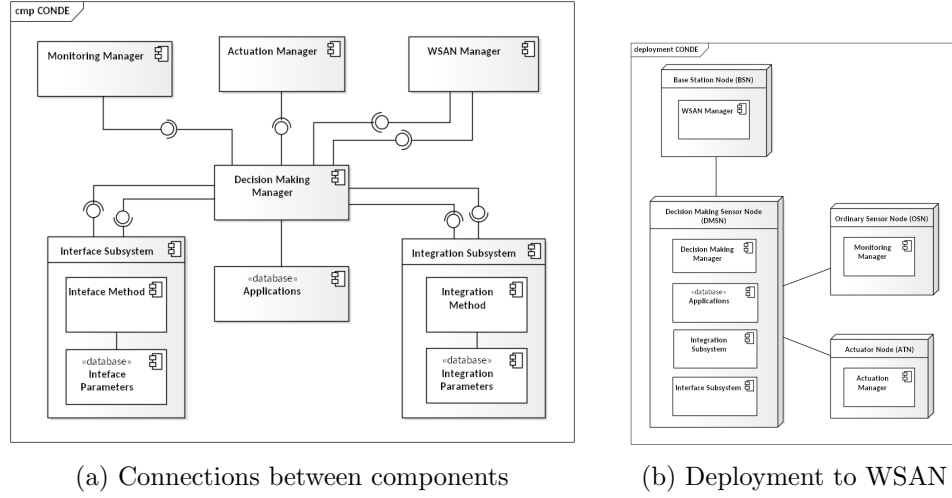 cmp CONDE
Monitoring Manager
Actuation Manager
WSAN Manager
Decision Making
Manager
Interface Subsystem
Inteface Method
«database»
Inteface
Parameters
«database»
Applications
Integration Subsystem
Integration
Method
«database»
Integration
Parameters
(a) Connections between components
deployment CONDE
Base Station Node (BSN)
WSAN Manager
Decision Making Sensor Node
(DMSN)
Decision Making
Manager
«database»
Applications
Integration
Subsystem
Interface Subsystem
Ordinary Sensor Node (OSN)
Monitoring
Manager
Actuator Node (ATN)
Actuation
Manager
(b) Deployment to WSAN